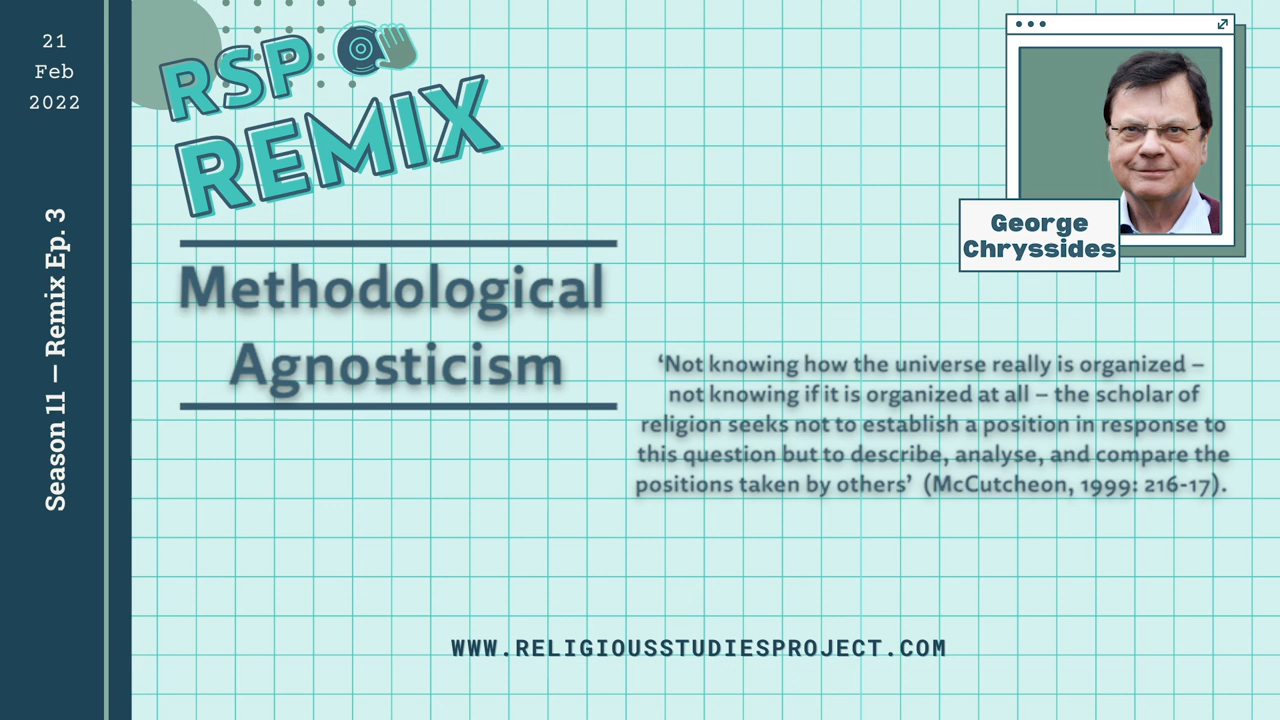 21
Feb
2022
Season 11 – Remix Ep. 3
RSP
REMIX
George
Chryssides
Methodological
Agnosticism
‘Not knowing how the universe really is organized –
not knowing if it is organized at all – the scholar of
religion seeks not to establish a position in response to
this question but to describe, analyse, and compare the
positions taken by others’ (McCutcheon, 1999: 216-17).
WWW.RELIGIOUSSTUDIESPROJECT.COM